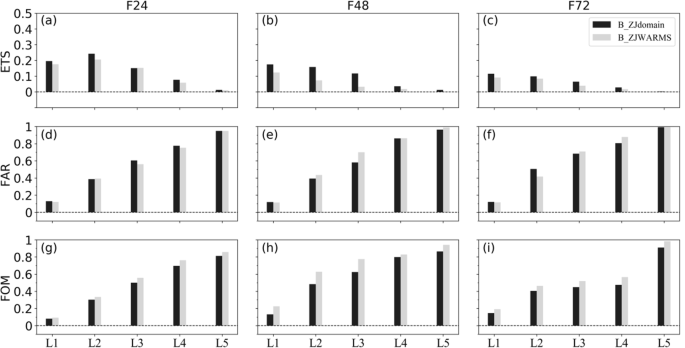 F24 F48 F72
0.5 (a) (b) (c) B_ZJdomain
0.4 B_ZJWARMS
0.3
ETS
0.2
0.1
0
1 (d) (e) (f)
0.8
0.6
FAR
0.4
0.2
0
1 (g) (h) (i)
0.8
0.6
FOM
0.4
0.2
0
L1 L2 L3 L4 L5 L1 L2 L3 L4 L5 L1 L2 L3 L4 L5